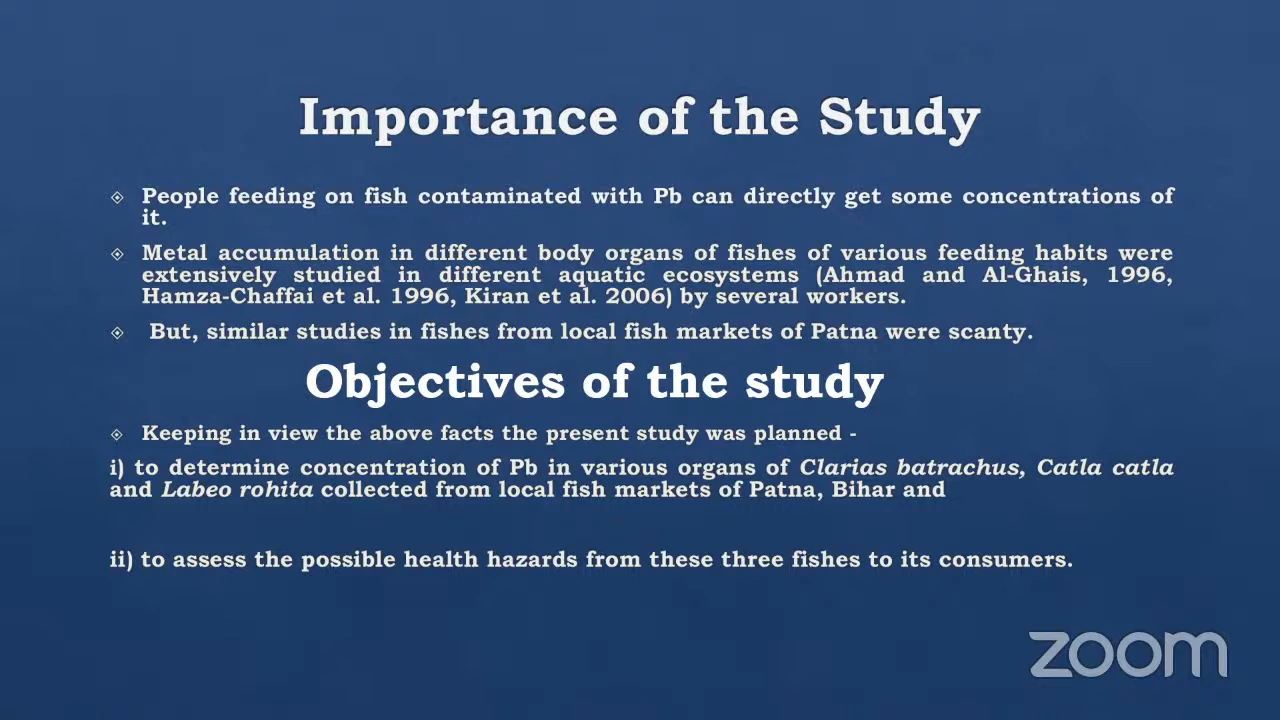 Importance of the Study
People feeding on fish contaminated with Pb can directly get some concentrations of
it.
Metal accumulation in different body organs of fishes of various feeding habits were
extensively studied in different aquatic ecosystems (Ahmad and Al-Ghais, 1996,
Hamza-Chaffai et al. 1996, Kiran et al. 2006) by several workers.
But, similar studies in fishes from local fish markets of Patna were scanty.
Objectives of the study
Keeping in view the above facts the present study was planned -
i) to determine concentration of Pb in various organs of Clarias batrachus, Catla catla
and Labeo rohita collected from local fish markets of Patna, Bihar and
ii) to assess the possible health hazards from these three fishes to its consumers.
zoom